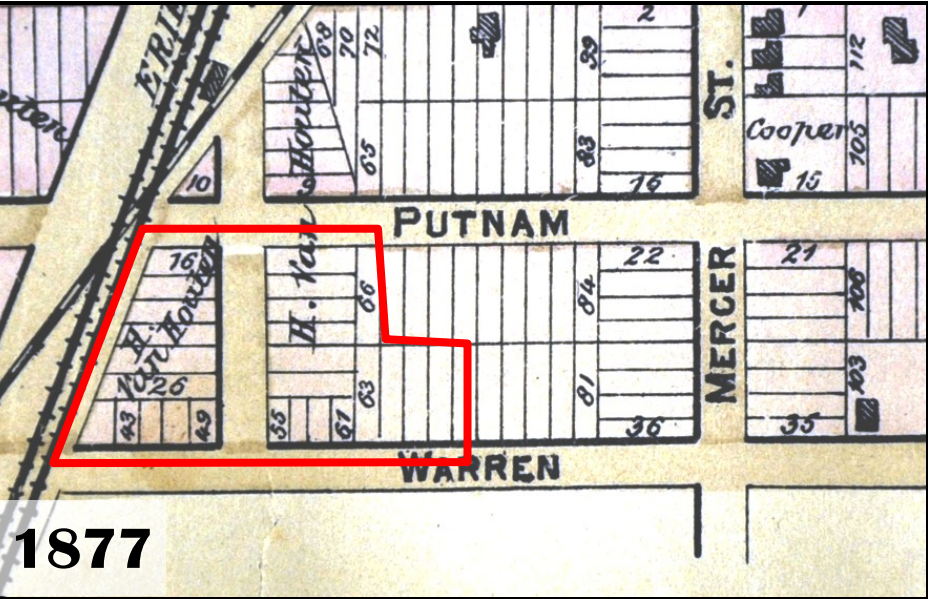 2
ERIE
68
70
72
99
112
ST.
Houten
Cooper
65
83
105
10
16
15
PUTNAM
16
H. Van
22
21
66
84
106
H.
Van Houten
MERCER
26
63
81
103
43
49
55
61
36
35
WARREN
1877